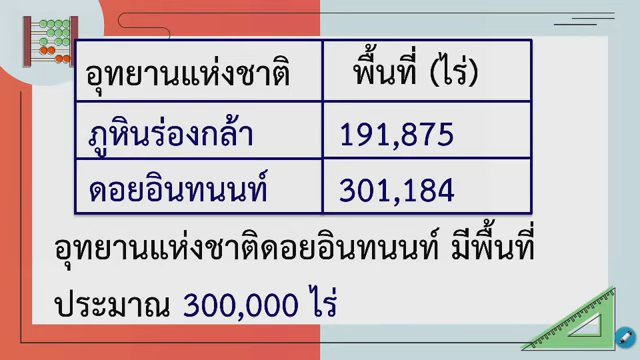 อุทยานแห่งชาติ พื้นที่ (ไร่)
ภูหินร่องกล้า 191,875
ดอยอินทนนท์ 301,184
อุทยานแห่งชาติดอยอินทนนท์ มีพื้นที่
ประมาณ 300,000 ไร่